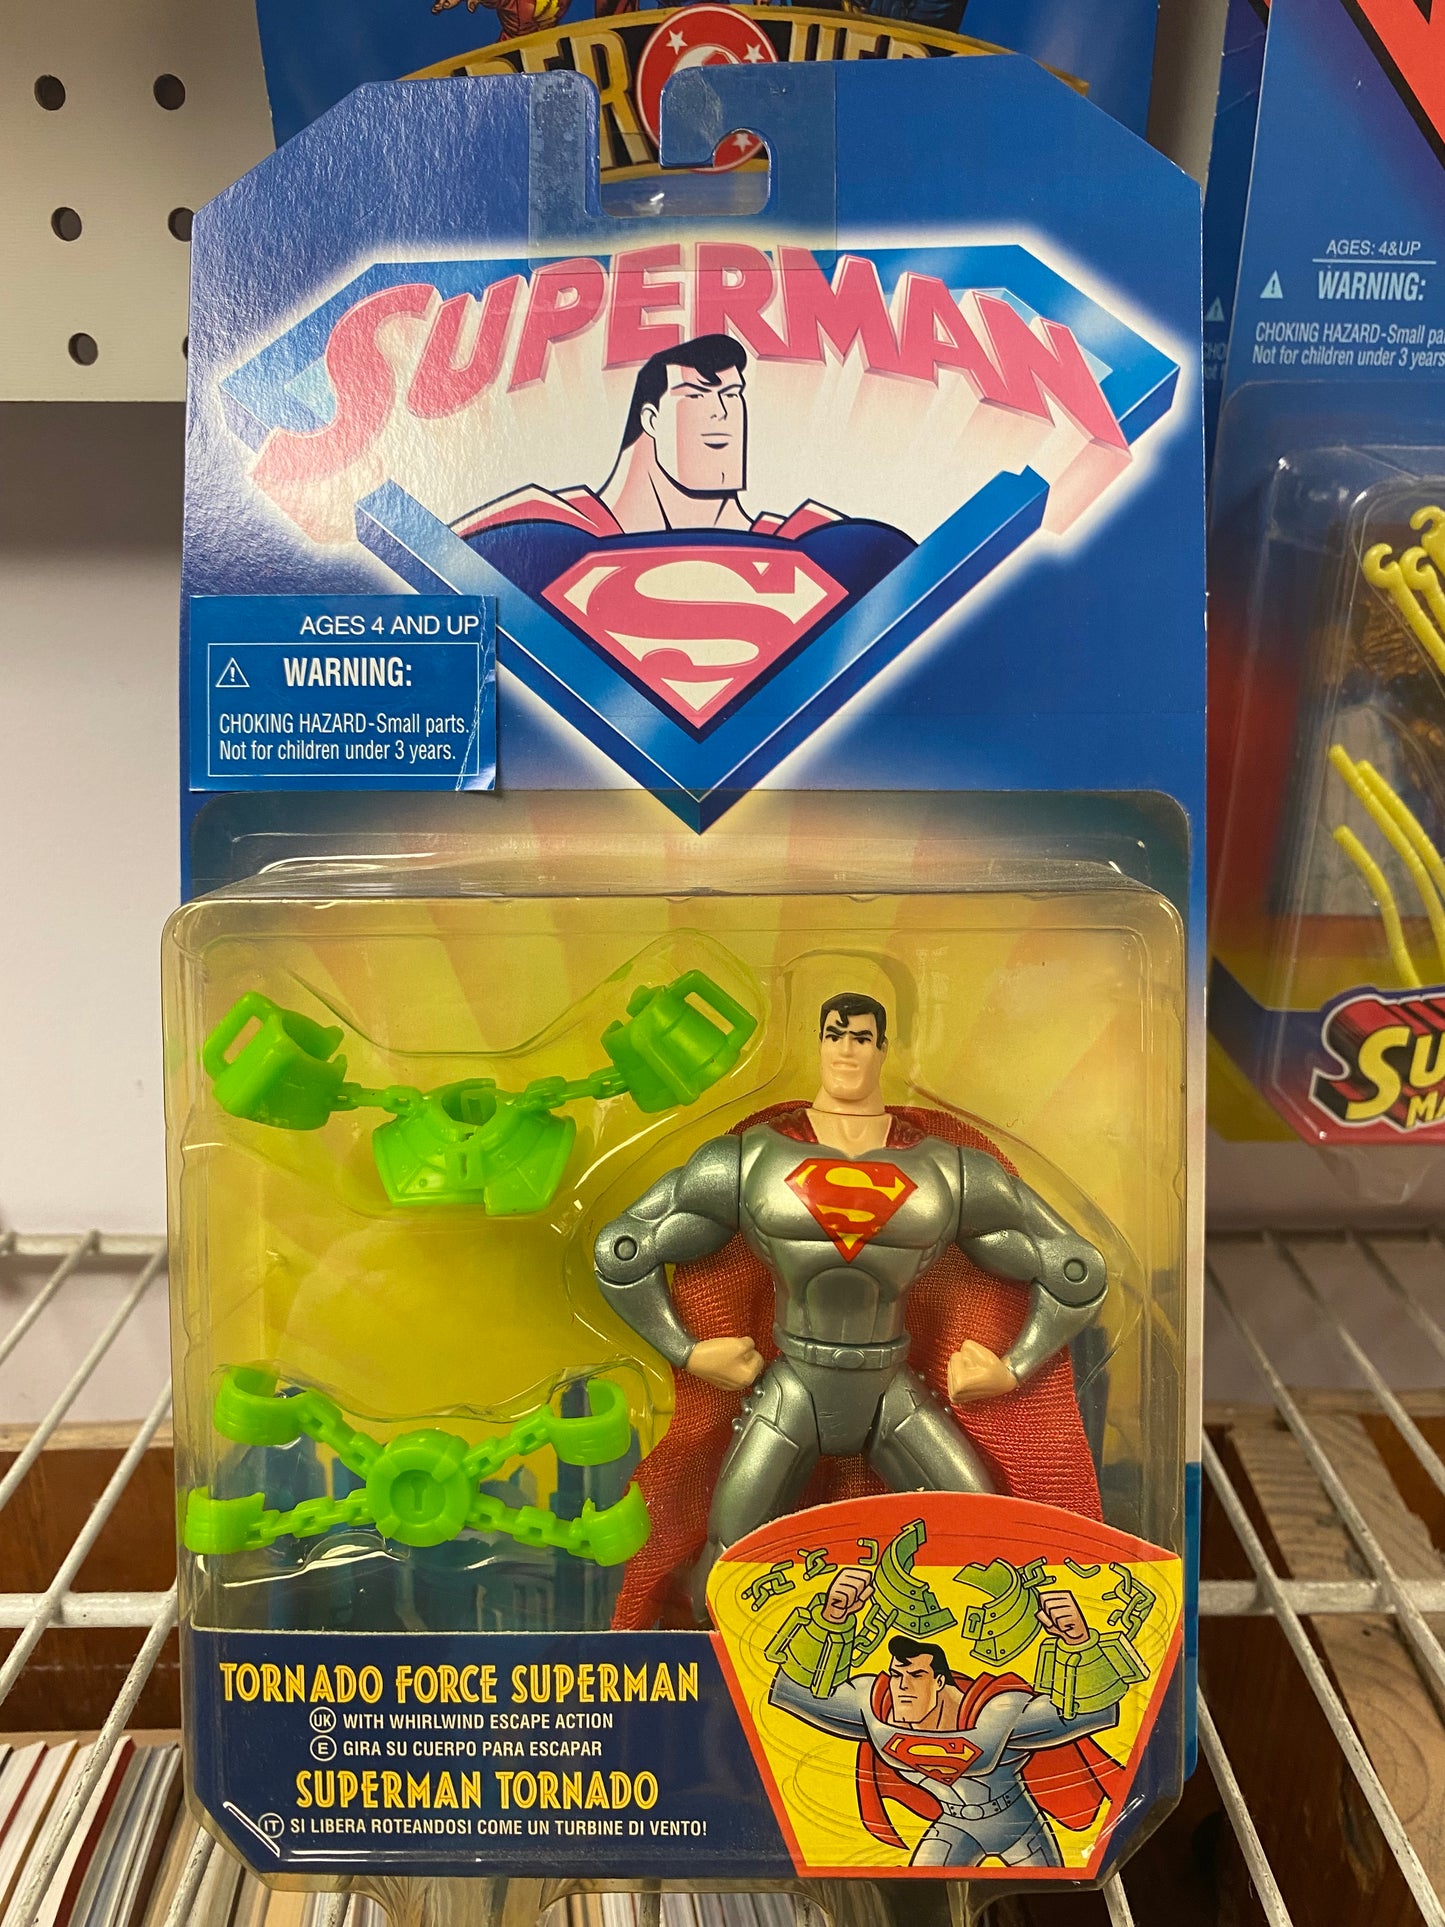 SUPERMAN
S
AGES 4 AND UP
WARNING:
CHOKING HAZARD-Small parts.
Not for children under 3 years.
S
S
TORNADO FORCE SUPERMAN
UK WITH WHIRLWIND ESCAPE ACTION
E GIRA SU CUERPO PARA ESCAPAR
SUPERMAN TORNADO
IT SI LIBERA ROTEANDOSI COME UN TURBINE DI VENTO!
AGES: 4&UP
WARNING:
CHOKING HAZARD-Small
Not for children under 3 years